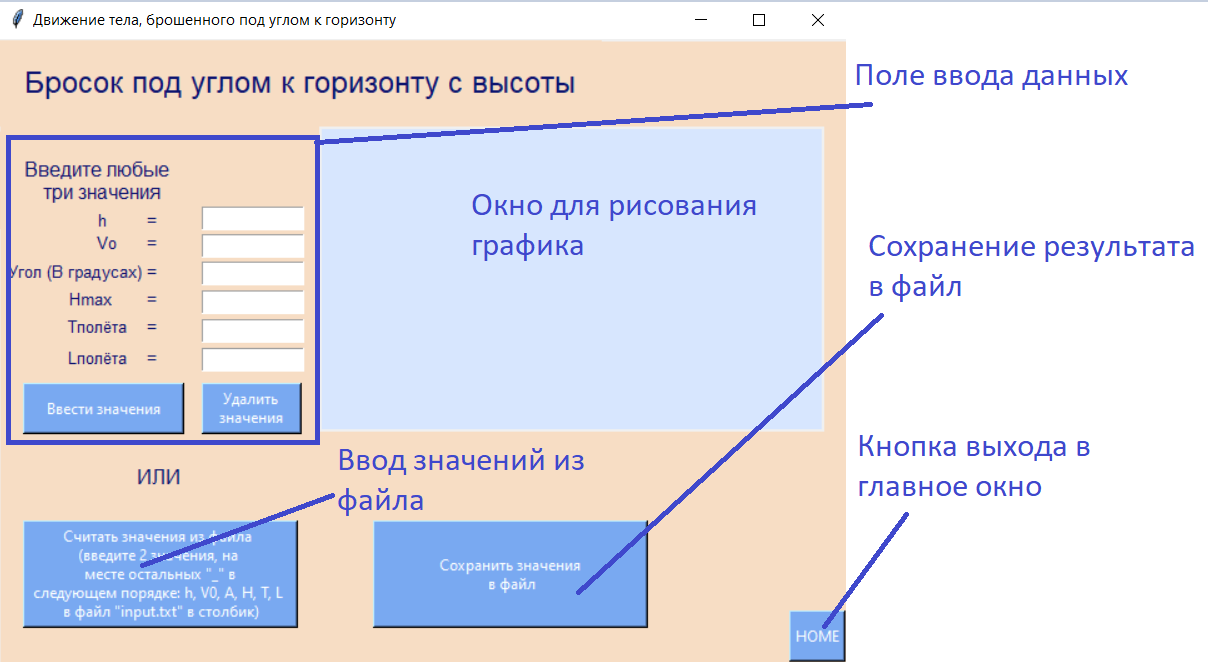 Движение тела, брошенного под углом к горизонту
Бросок под углом к горизонту с высоты
Поле ввода данных
Введите любые
три значения
h =
Vo =
Угол (В градусах) =
Hmax =
Tполёта =
Lполёта =
Ввести значения
Удалить
значения
Окно для рисования
графика
Сохранение результата
в файл
ИЛИ
Ввод значений из
файла
Кнопка выхода в
главное окно
Считать значения из файла
(введите 2 значения, на
месте остальных "_" в
следующем порядке: h, V0, A, H, T, L
в файл "input.txt" в столбик)
Сохранить значения
в файл
HOME